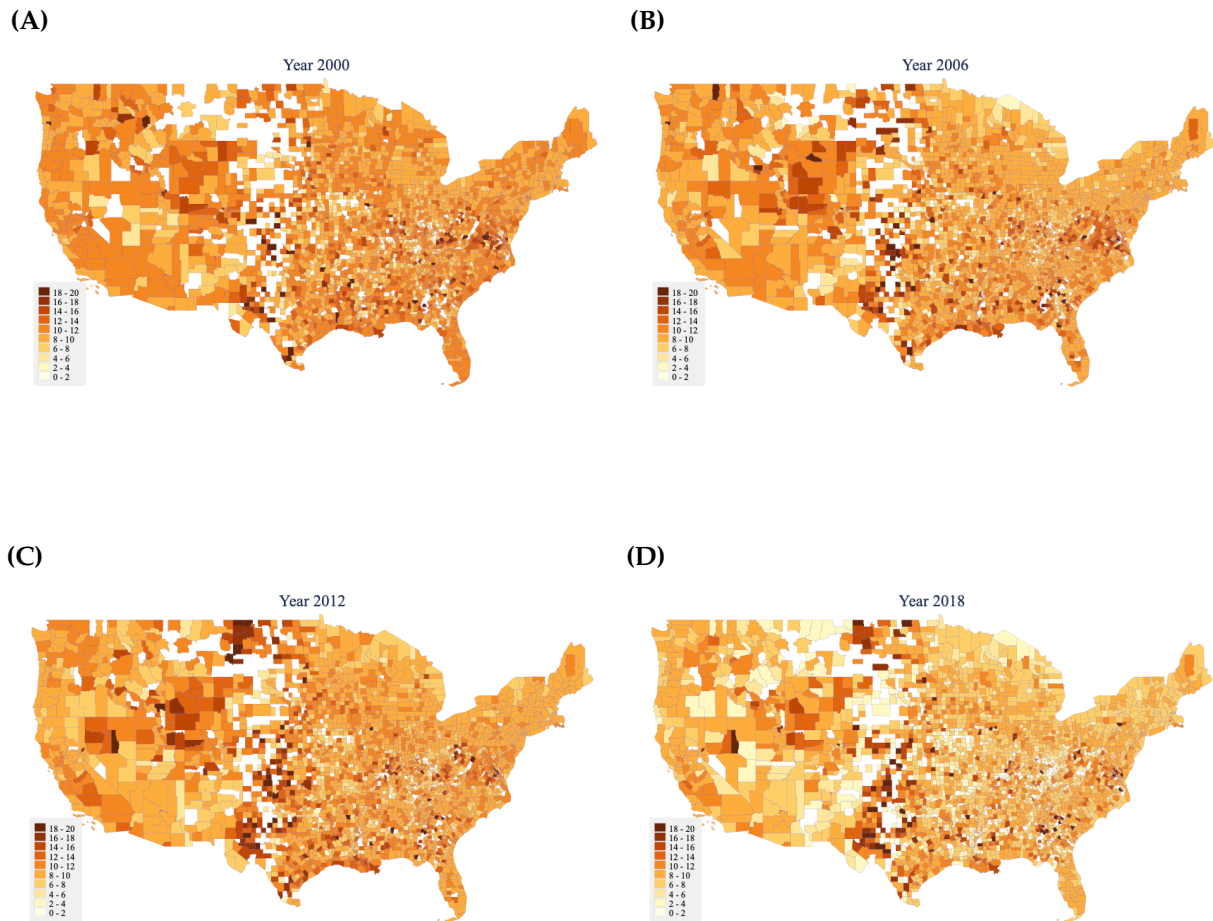 (A)
Year 2000
18 - 20
16 - 18
14 - 16
12 - 14
10 - 12
8 - 10
6 - 8
4 - 6
2 - 4
0 - 2
(B)
Year 2006
18 - 20
16 - 18
14 - 16
12 - 14
10 - 12
8 - 10
6 - 8
4 - 6
2 - 4
0 - 2
(C)
Year 2012
18 - 20
16 - 18
14 - 16
12 - 14
10 - 12
8 - 10
6 - 8
4 - 6
2 - 4
0 - 2
(D)
Year 2018
18 - 20
16 - 18
14 - 16
12 - 14
10 - 12
8 - 10
6 - 8
4 - 6
2 - 4
0 - 2